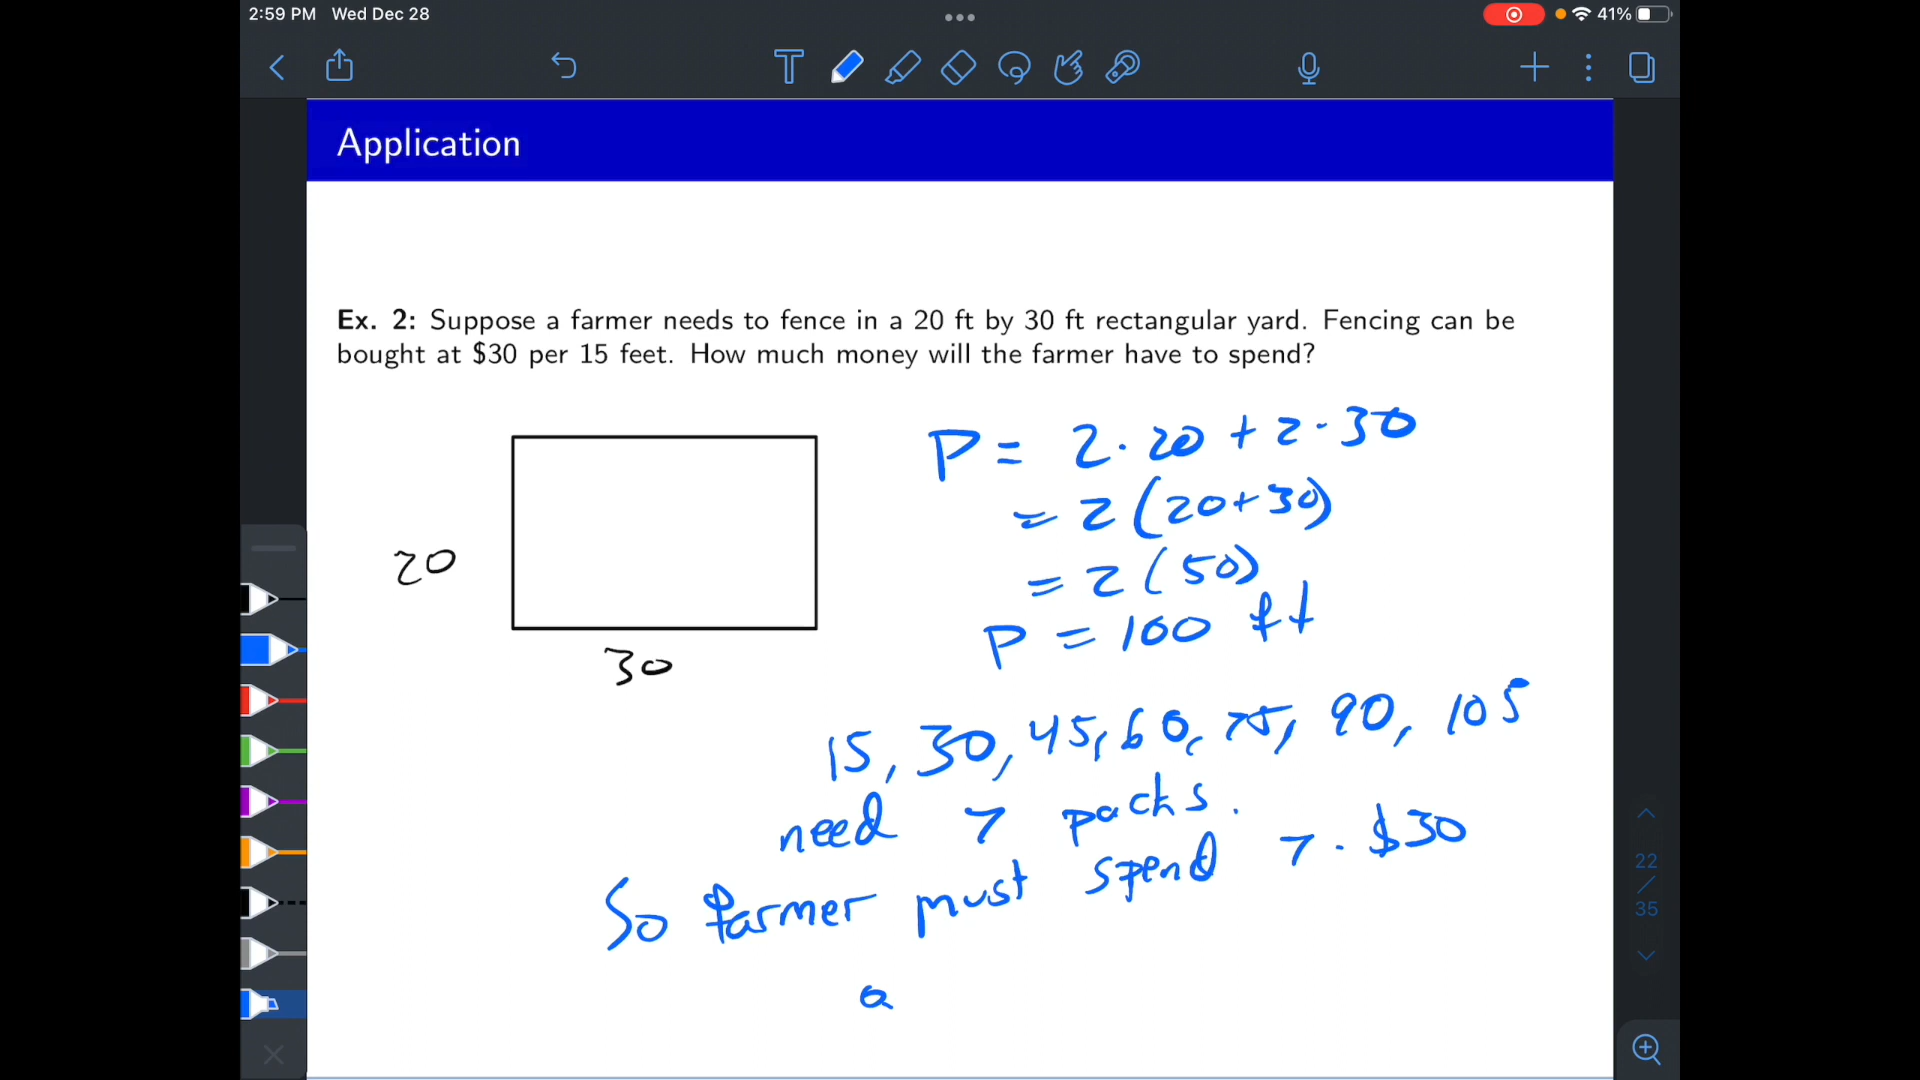 2:59 PM Wed Dec 28
41%
T
Application
Ex. 2: Suppose a farmer needs to fence in a 20 ft by 30 ft rectangular yard. Fencing can be
bought at $30 per 15 feet. How much money will the farmer have to spend?
P = 2·20 + 2·30
= 2 (20+30)
= 2 (50)
P = 100 ft
20
30
15, 30, 45, 60, 75, 90, 105
need 7 packs.
So farmer must spend 7·$30
a
22
/
35